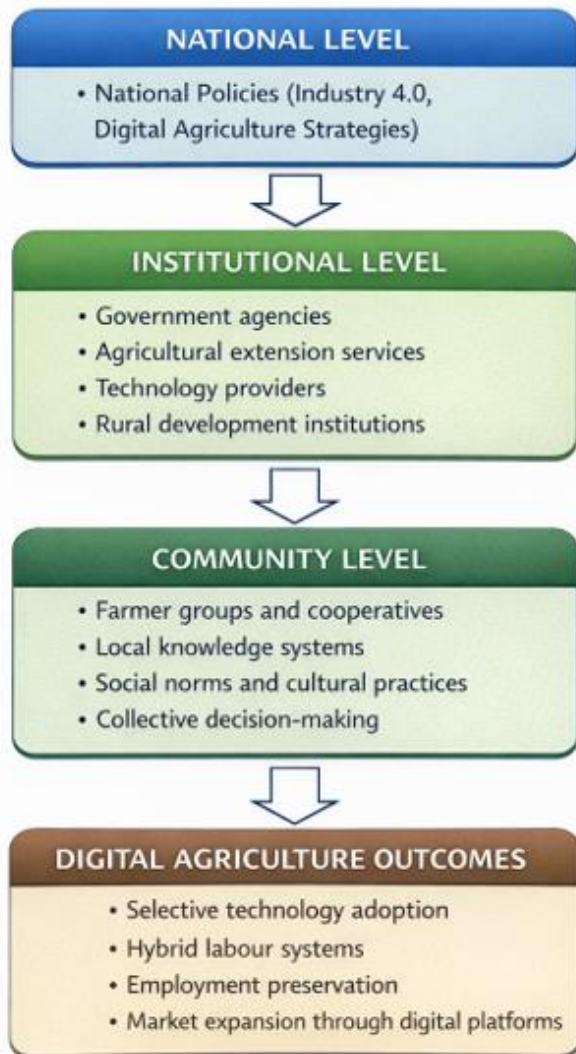 NATIONAL LEVEL
• National Policies (Industry 4.0,
Digital Agriculture Strategies)
INSTITUTIONAL LEVEL
• Government agencies
• Agricultural extension services
• Technology providers
• Rural development institutions
COMMUNITY LEVEL
• Farmer groups and cooperatives
• Local knowledge systems
• Social norms and cultural practices
• Collective decision-making
DIGITAL AGRICULTURE OUTCOMES
• Selective technology adoption
• Hybrid labour systems
• Employment preservation
• Market expansion through digital platforms